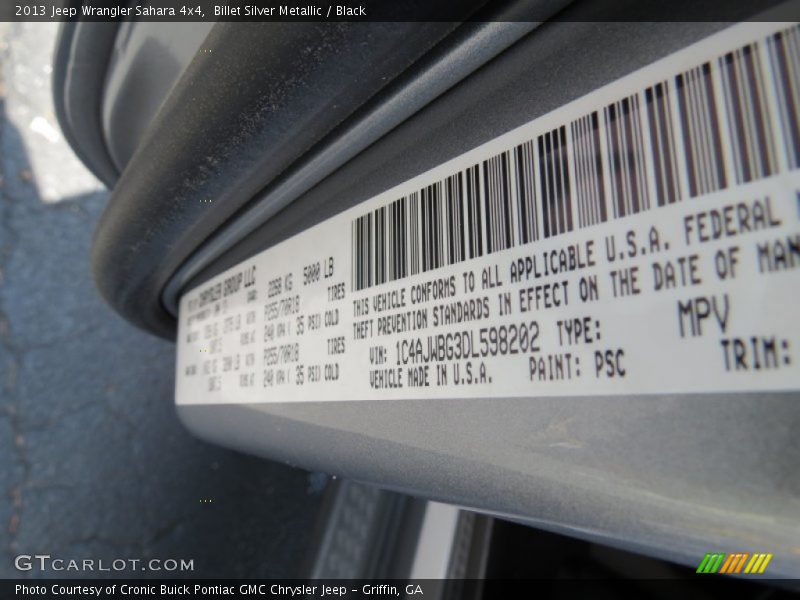 2013 Jeep Wrangler Sahara 4x4, Billet Silver Metallic / Black
CHRYSLER GROUP LLC
2268 KG 5000 LB
TIRES
P255/70R18
240 KPA ( 35 PSI) COLD
TIRES
P255/70R18
240 KPA ( 35 PSI) COLD
THIS VEHICLE CONFORMS TO ALL APPLICABLE U.S.A. FEDERAL
THEFT PREVENTION STANDARDS IN EFFECT ON THE DATE OF MAN
VIN: 1C4AJWBG3DL598202 TYPE: MPV
VEHICLE MADE IN U.S.A. PAINT: PSC TRIM:
GTCARLOT.COM
Photo Courtesy of Cronic Buick Pontiac GMC Chrysler Jeep – Griffin, GA